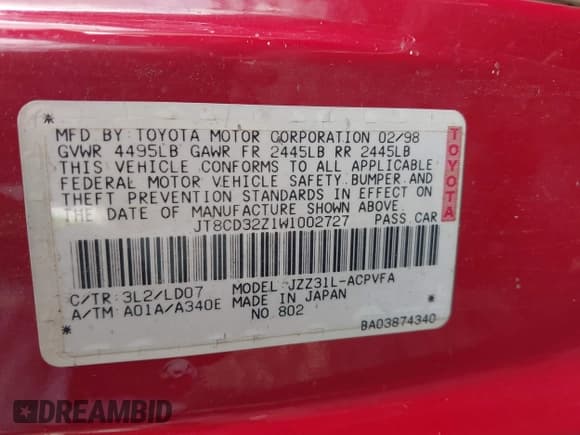 MFD BY: TOYOTA MOTOR CORPORATION 02/98
GVWR 4495LB GAWR FR 2445LB RR 2445LB
THIS VEHICLE CONFORMS TO ALL APPLICABLE
FEDERAL MOTOR VEHICLE SAFETY, BUMPER AND
THEFT PREVENTION STANDARDS IN EFFECT ON
THE DATE OF MANUFACTURE SHOWN ABOVE.
JT8CD32Z1W1002727 PASS.CAR
TOYOTA
C/TR: 3L2/LD07 MODEL: JZZ31L-ACPVFA
A/TM: A01A/A340E MADE IN JAPAN
NO.802
BA03874340
DREAMBID